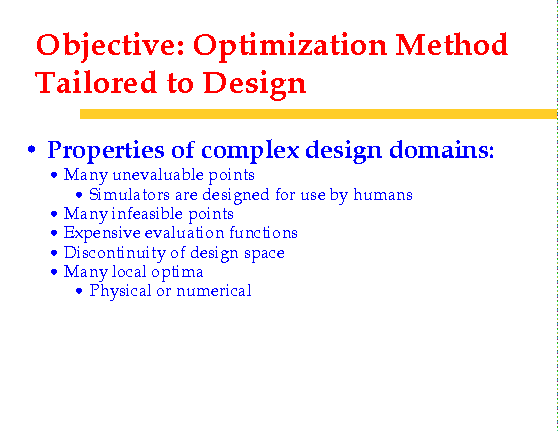 Objective: Optimization Method
Tailored to Design
• Properties of complex design domains:
• Many unevaluable points
• Simulators are designed for use by humans
• Many infeasible points
• Expensive evaluation functions
• Discontinuity of design space
• Many local optima
• Physical or numerical